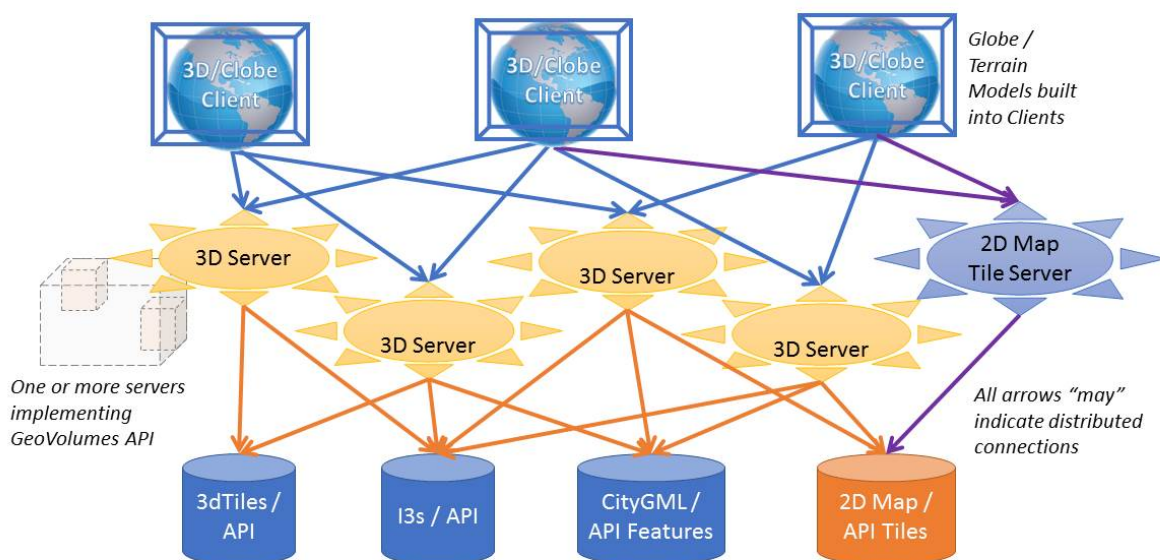 3D/Clobe
Client
3D/Clobe
Client
3D/Clobe
Client
Globe /
Terrain
Models built
into Clients
3D Server
3D Server
2D Map
Tile Server
3D Server
3D Server
One or more servers
implementing
GeoVolumes API
All arrows “may”
indicate distributed
connections
3dTiles /
API
I3s / API
CityGML /
API Features
2D Map /
API Tiles